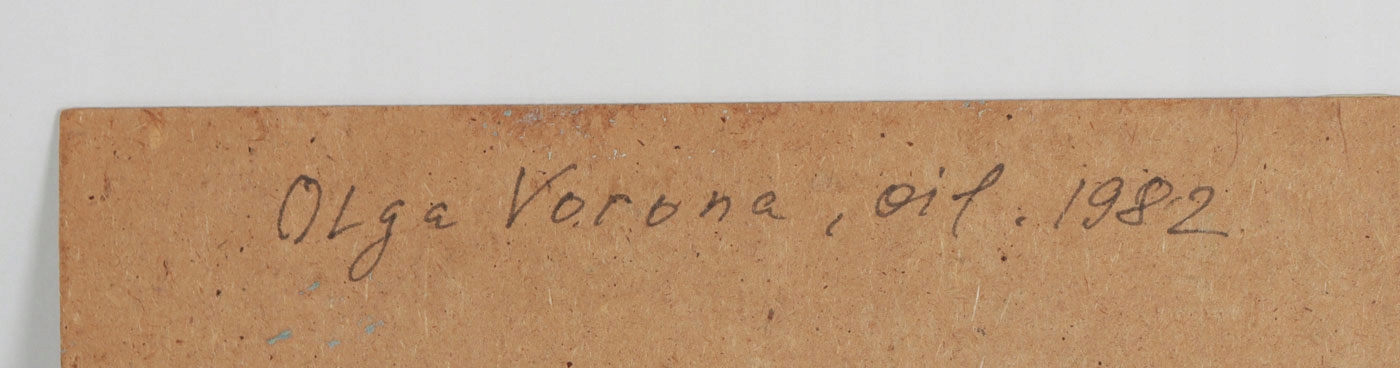 Olga Vorona, oil. 1982